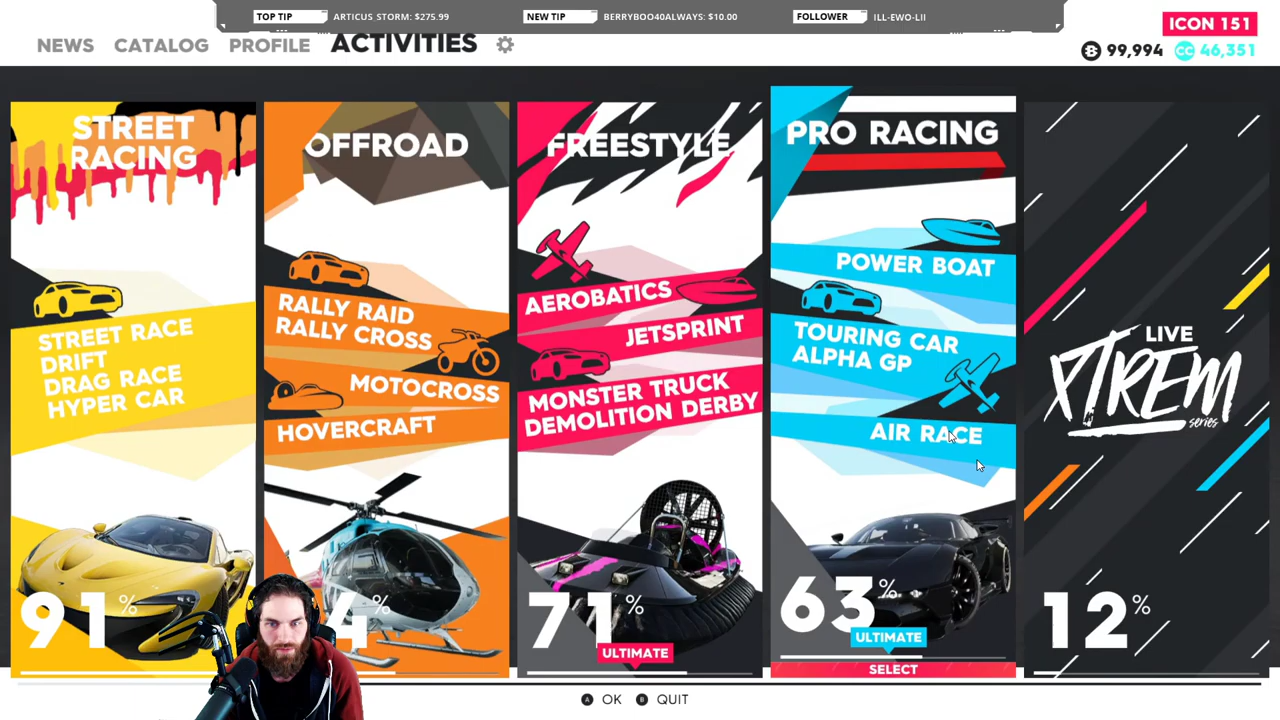 TOP TIP ARTICUS_STORM: $275.99 NEW TIP BERRYBOO40ALWAYS: $10.00 FOLLOWER ILL-EWO-LII
ICON 151
NEWS CATALOG PROFILE ACTIVITIES
99,994 CC 46,351
STREET
RACING
STREET RACE
DRIFT
DRAG RACE
HYPER CAR
91%
OFFROAD
RALLY RAID
RALLY CROSS
MOTOCROSS
HOVERCRAFT
4%
FREESTYLE
AEROBATICS
JETSPRINT
MONSTER TRUCK
DEMOLITION DERBY
71%
ULTIMATE
PRO RACING
POWER BOAT
TOURING CAR
ALPHA GP
AIR RACE
63%
ULTIMATE
SELECT
LIVE
XTREM
series
12%
A OK B QUIT